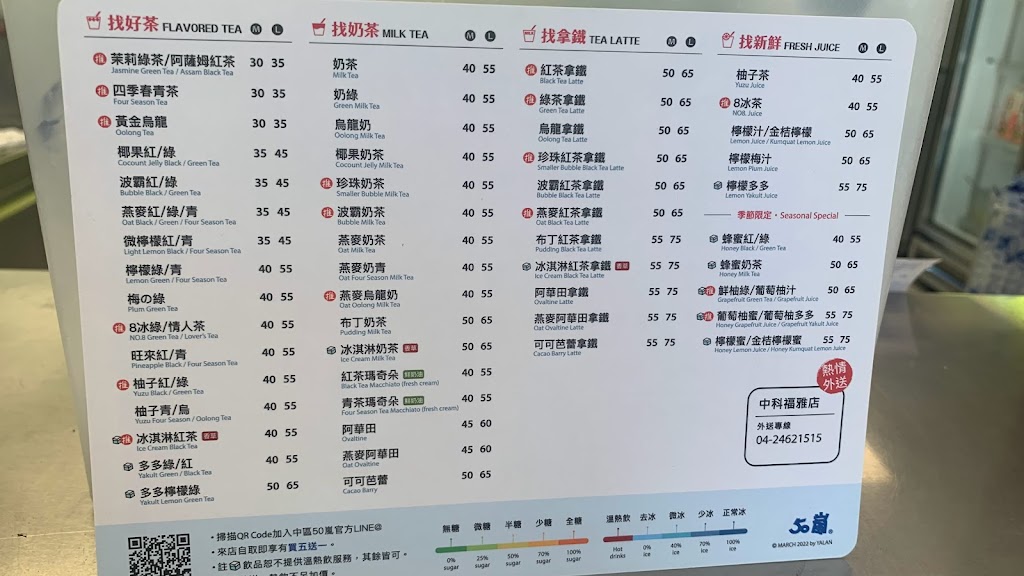 找好茶 FLAVORED TEA M L
推 茉莉綠茶/阿薩姆紅茶 30 35
Jasmine Green Tea / Assam Black Tea
推 四季春青茶 30 35
Four Season Tea
推 黃金烏龍 30 35
Oolong Tea
椰果紅/綠 35 45
Cocount Jelly Black / Green Tea
波霸紅/綠 35 45
Bubble Black / Green Tea
燕麥紅/綠/青 35 45
Oat Black / Green / Four Season Tea
微檸檬紅/青 35 45
Light Lemon Black / Four Season Tea
檸檬綠/青 40 55
Lemon Green / Four Season Tea
梅の綠 40 55
Plum Green Tea
推 8冰綠/情人茶 40 55
NO.8 Green Tea / Lover's Tea
旺來紅/青 40 55
Pineapple Black / Four Season Tea
推 柚子紅/綠 40 55
Yuzu Black / Green Tea
柚子青/烏 40 55
Yuzu Four Season / Oolong Tea
推 冰淇淋紅茶 香草 40 55
Ice Cream Black Tea
多多綠/紅 40 55
Yakult Green / Black Tea
多多檸檬綠 50 65
Yakult Lemon Green Tea
找奶茶 MILK TEA M L
奶茶 40 55
Milk Tea
奶綠 40 55
Green Milk Tea
烏龍奶 40 55
Oolong Milk Tea
椰果奶茶 40 55
Cocount Jelly Milk Tea
推 珍珠奶茶 40 55
Smaller Bubble Milk Tea
推 波霸奶茶 40 55
Bubble Milk Tea
燕麥奶茶 40 55
Oat Milk Tea
燕麥奶青 40 55
Oat Four Season Milk Tea
推 燕麥烏龍奶 40 55
Oat Oolong Milk Tea
布丁奶茶 50 65
Pudding Milk Tea
冰淇淋奶茶 香草 50 65
Ice Cream Milk Tea
紅茶瑪奇朵 鮮奶油 40 55
Black Tea Macchiato (fresh cream)
青茶瑪奇朵 鮮奶油 40 55
Four Season Tea Macchiato (fresh cream)
阿華田 45 60
Ovaltine
燕麥阿華田 45 60
Oat Ovaltine
可可芭蕾 50 65
Cacao Barry
找拿鐵 TEA LATTE M L
推 紅茶拿鐵 50 65
Black Tea Latte
推 綠茶拿鐵 50 65
Green Tea Latte
烏龍拿鐵 50 65
Oolong Tea Latte
推 珍珠紅茶拿鐵 50 65
Smaller Bubble Black Tea Latte
波霸紅茶拿鐵 50 65
Bubble Black Tea Latte
推 燕麥紅茶拿鐵 50 65
Oat Black Tea Latte
布丁紅茶拿鐵 55 75
Pudding Black Tea Latte
冰淇淋紅茶拿鐵 香草 55 75
Ice Cream Black Tea Latte
阿華田拿鐵 55 75
Ovaltine Latte
燕麥阿華田拿鐵 55 75
Oat Ovaltine Latte
可可芭蕾拿鐵 55 75
Cacao Barry Latte
找新鮮 FRESH JUICE M L
柚子茶 40 55
Yuzu Juice
推 8冰茶 40 55
NO8. Juice
檸檬汁/金桔檸檬 50 65
Lemon Juice / Kumquat Lemon Juice
檸檬梅汁 50 65
Lemon Plum Juice
檸檬多多 55 75
Lemon Yakult Juice
季節限定・Seasonal Special
蜂蜜紅/綠 40 55
Honey Black / Green Tea
蜂蜜奶茶 50 65
Honey Milk Tea
推 鮮柚綠/葡萄柚汁 50 65
Grapefruit Green Tea / Grapefruit Juice
推 葡萄柚蜜/葡萄柚多多 55 75
Honey Grapefruit Juice / Grapefruit Yakult Juice
檸檬蜜/金桔檸檬蜜 55 75
Honey Lemon Juice / Honey Kumquat Lemon Juice
熱情
外送
中科福雅店
外送專線
04-24621515
・掃描QR Code加入中區50嵐官方LINE@
・來店自取即享有買五送一。
・註 飲品恕不提供溫熱飲服務，其餘皆可。
無糖 微糖 半糖 少糖 全糖
0% sugar 25% sugar 50% sugar 70% sugar 100% sugar
溫熱飲 去冰 微冰 少冰 正常冰
Hot drinks 0% ice 40% ice 70% ice 100% ice
50嵐®
© MARCH 2022 by YALAN